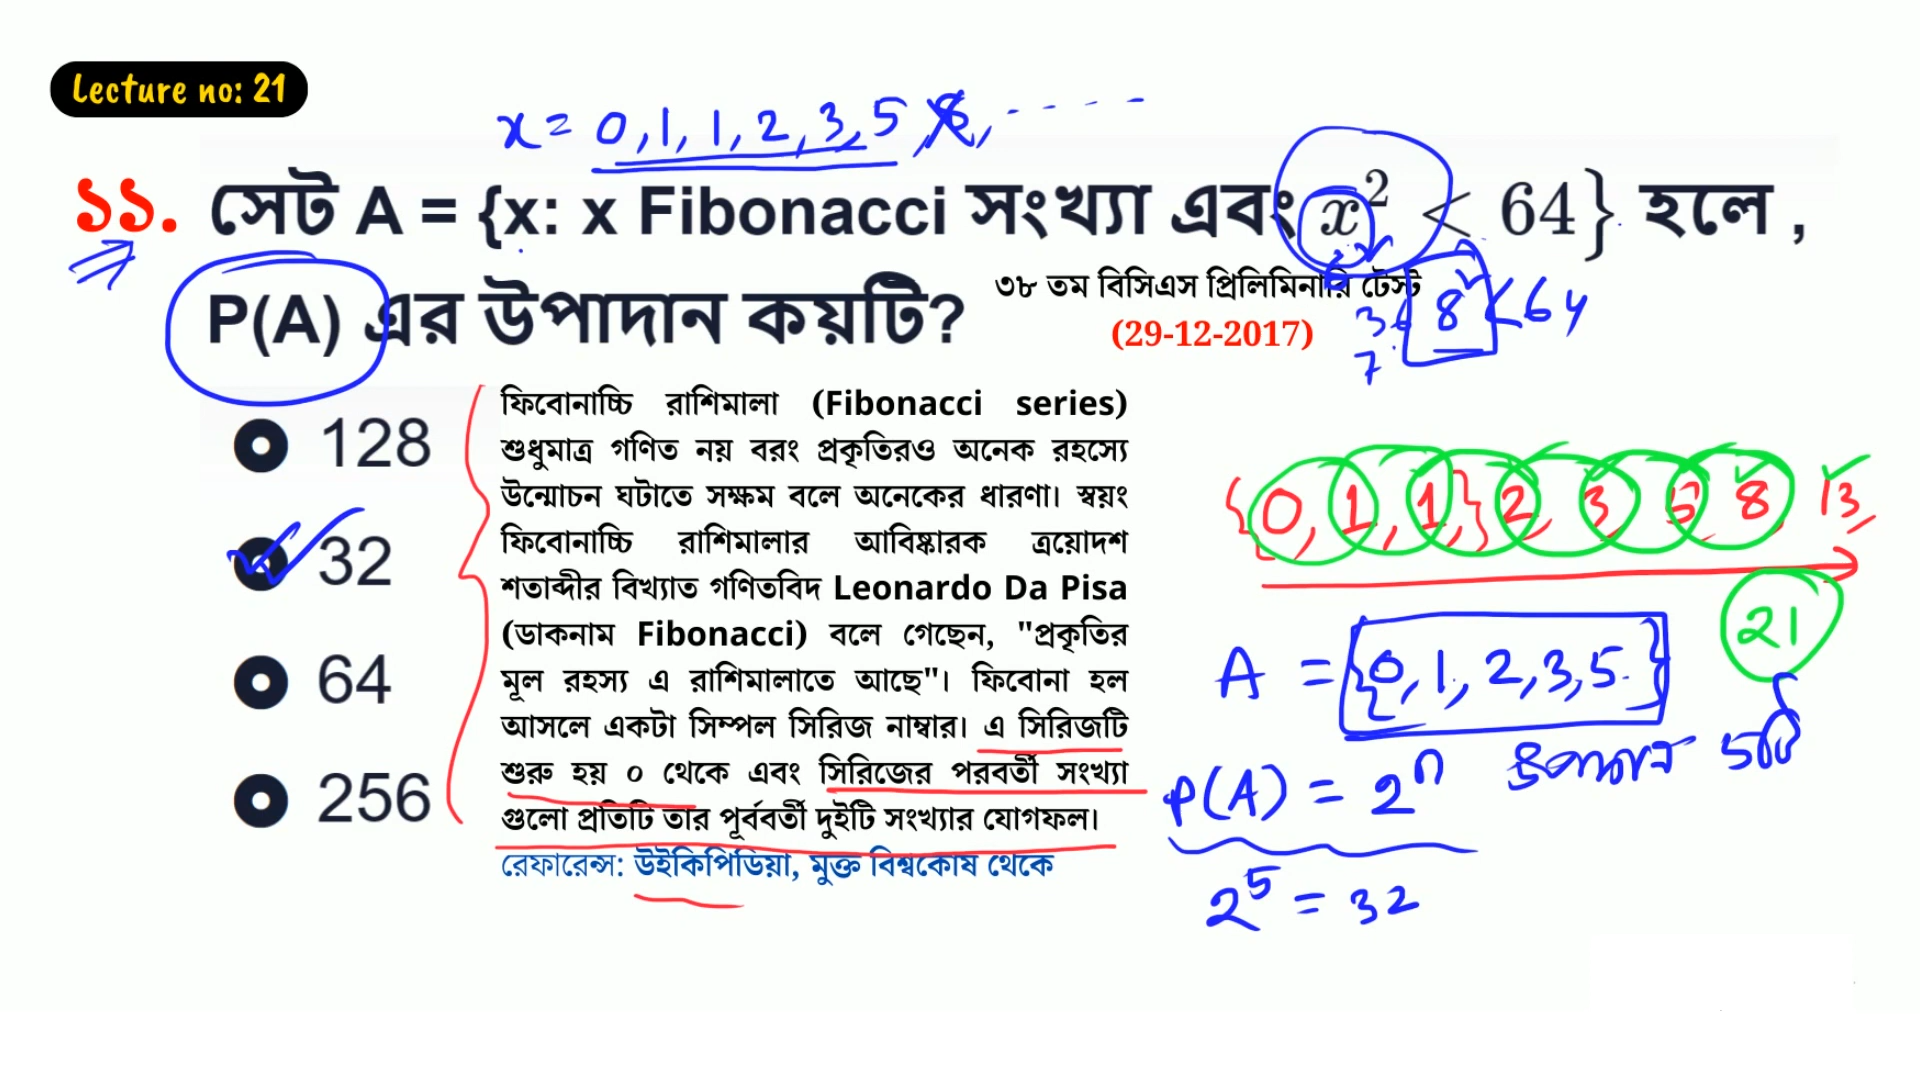 Lecture no: 21
x = 0, 1, 1, 2, 3, 5, 8, ......
১১. সেট A = {x: x Fibonacci সংখ্যা এবং x² < 64} হলে,
P(A) এর উপাদান কয়টি?
৩৮ তম বিসিএস প্রিলিমিনারি টেস্ট
(29-12-2017)
36 8² < 64
7
128
32
64
256
ফিবোনাচ্চি রাশিমালা (Fibonacci series)
শুধুমাত্র গণিত নয় বরং প্রকৃতিরও অনেক রহস্যে
উন্মোচন ঘটাতে সক্ষম বলে অনেকের ধারণা। স্বয়ং
ফিবোনাচ্চি রাশিমালার আবিষ্কারক ত্রয়োদশ
শতাব্দীর বিখ্যাত গণিতবিদ Leonardo Da Pisa
(ডাকনাম Fibonacci) বলে গেছেন, "প্রকৃতির
মূল রহস্য এ রাশিমালাতে আছে"। ফিবোনা হল
আসলে একটা সিম্পল সিরিজ নাম্বার। এ সিরিজটি
শুরু হয় ০ থেকে এবং সিরিজের পরবর্তী সংখ্যা
গুলো প্রতিটি তার পূর্ববর্তী দুইটি সংখ্যার যোগফল।
রেফারেন্স: উইকিপিডিয়া, মুক্ত বিশ্বকোষ থেকে
{0, 1, 1,} 2, 3, 5, 8 13,
21
A = {0, 1, 2, 3, 5}
P(A) = 2ⁿ উপাদান 5টি
2⁵ = 32